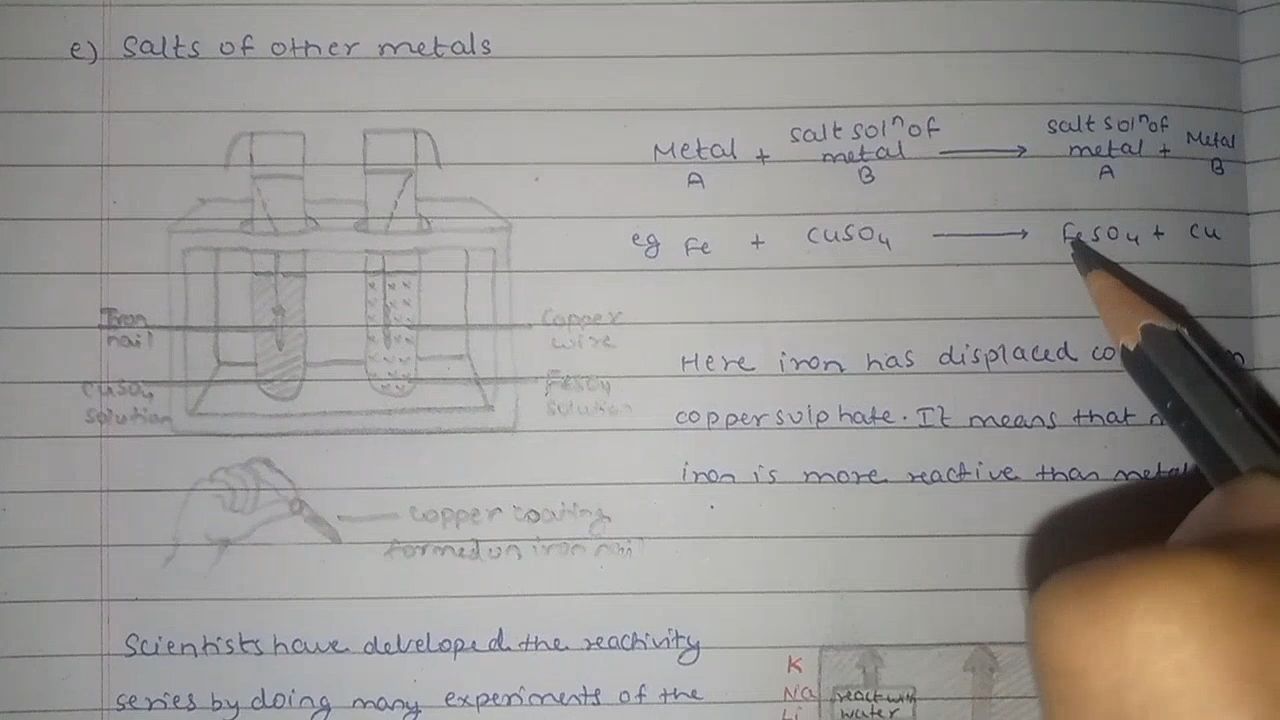 e) Salts of other metals
Metal A + salt solⁿ of metal B ⟶ salt solⁿ of metal A + Metal B
eg Fe + CuSO4 ⟶ FeSO4 + Cu
Iron nail
CuSO4 solution
Copper wire
FeSO4 solution
Here iron has displaced
copper sulphate. It means that
iron is more reactive than
copper coating
formed on iron nail
Scientists have developed the reactivity
series by doing many experiments of the
K
Na
Li
react with
water